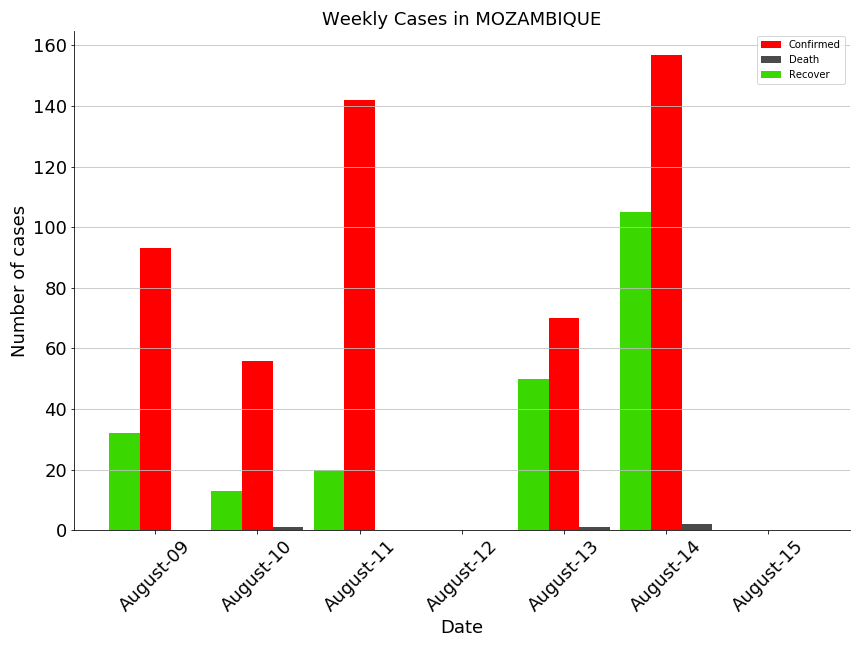 Weekly Cases in MOZAMBIQUE
Confirmed
Death
Recover
Number of cases
160
140
120
100
80
60
40
20
0
August-09
August-10
August-11
August-12
August-13
August-14
August-15
Date